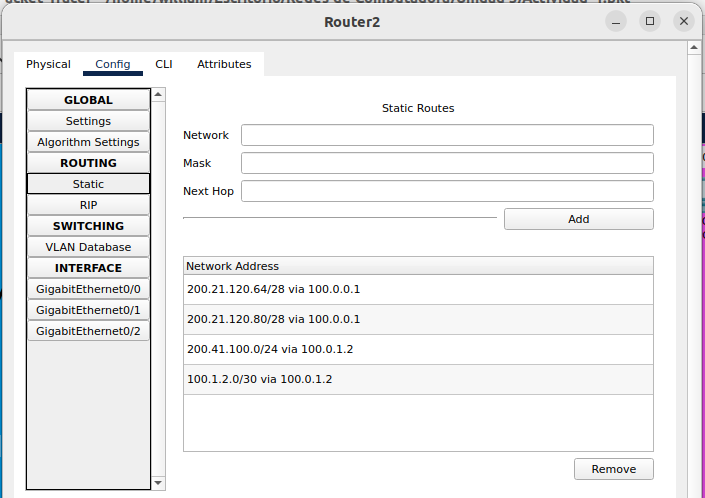 Router2
Physical Config CLI Attributes
GLOBAL
Settings
Algorithm Settings
ROUTING
Static
RIP
SWITCHING
VLAN Database
INTERFACE
GigabitEthernet0/0
GigabitEthernet0/1
GigabitEthernet0/2
Static Routes
Network
Mask
Next Hop
Add
Network Address
200.21.120.64/28 via 100.0.0.1
200.21.120.80/28 via 100.0.0.1
200.41.100.0/24 via 100.0.1.2
100.1.2.0/30 via 100.0.1.2
Remove